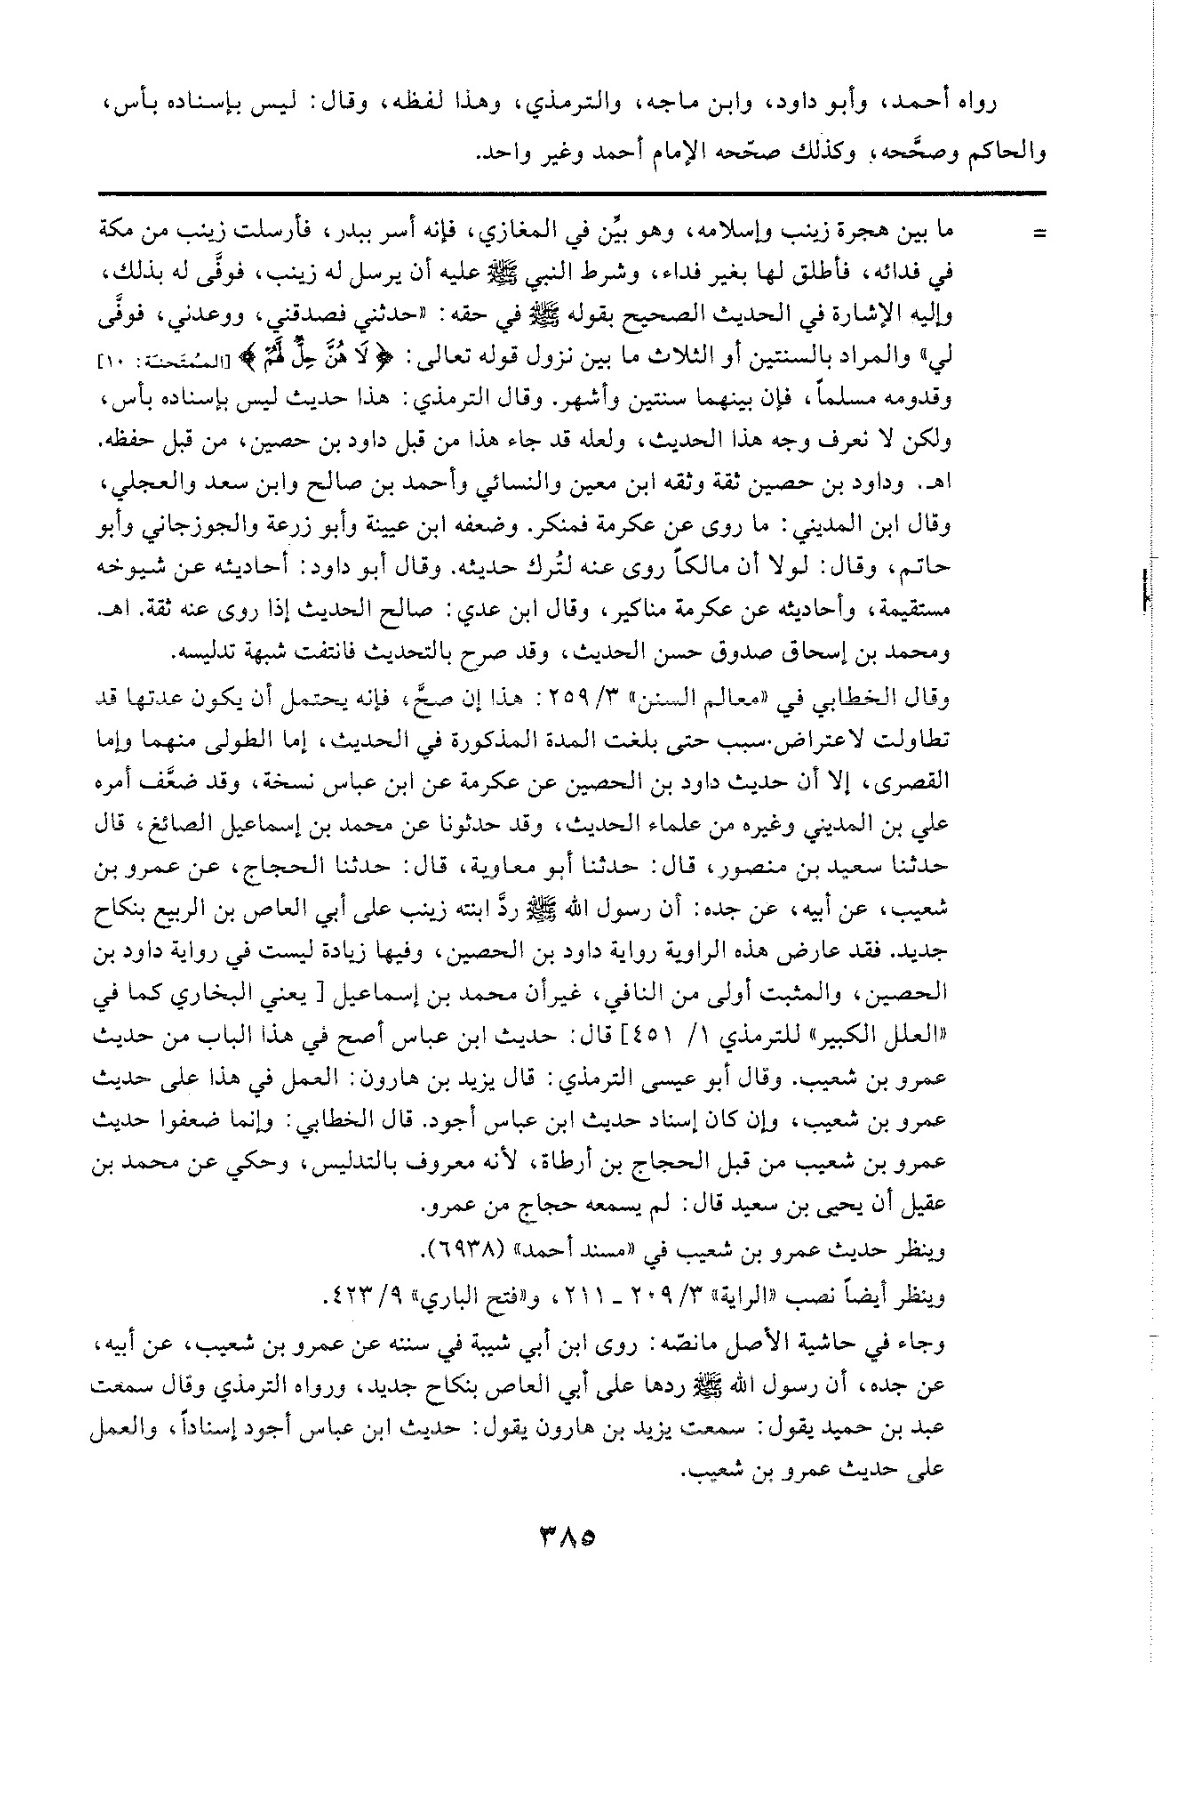 رواه أحمد، وأبو داود، وابن ماجه، والترمذي، وهذا لفظه، وقال: ليس بإسناده بأس،
والحاكم وصحَّحه، وكذلك صحّحه الإمام أحمد وغير واحد.
= ما بين هجرة زينب وإسلامه، وهو بيِّن في المغازي، فإنه أسر ببدر، فأرسلت زينب من مكة
في فدائه، فأطلق لها بغير فداء، وشرط النبي ﷺ عليه أن يرسل له زينب، فوفَّى له بذلك،
وإليه الإشارة في الحديث الصحيح بقوله ﷺ في حقه: «حدثني فصدقني، ووعدني، فوفَّى
لي» والمراد بالسنتين أو الثلاث ما بين نزول قوله تعالى: ﴿لَا هُنَّ حِلٌّ لَّهُمْ﴾ [الممتحنة: ١٠]
وقدومه مسلماً، فإن بينهما سنتين وأشهر. وقال الترمذي: هذا حديث ليس بإسناده بأس،
ولكن لا نعرف وجه هذا الحديث، ولعله قد جاء هذا من قبل داود بن حصين، من قبل حفظه.
اهـ. وداود بن حصين ثقة وثقه ابن معين والنسائي وأحمد بن صالح وابن سعد والعجلي،
وقال ابن المديني: ما روى عن عكرمة فمنكر. وضعفه ابن عيينة وأبو زرعة والجوزجاني وأبو
حاتم، وقال: لولا أن مالكاً روى عنه لتُرك حديثه. وقال أبو داود: أحاديثه عن شيوخه
مستقيمة، وأحاديثه عن عكرمة مناكير، وقال ابن عدي: صالح الحديث إذا روى عنه ثقة. اهـ.
ومحمد بن إسحاق صدوق حسن الحديث، وقد صرح بالتحديث فانتفت شبهة تدليسه.
وقال الخطابي في «معالم السنن» ٣/ ٢٥٩: هذا إن صحَّ، فإنه يحتمل أن يكون عدتها قد
تطاولت لاعتراض سبب حتى بلغت المدة المذكورة في الحديث، إما الطولى منهما وإما
القصرى، إلا أن حديث داود بن الحصين عن عكرمة عن ابن عباس نسخة، وقد ضعَّف أمره
علي بن المديني وغيره من علماء الحديث، وقد حدثونا عن محمد بن إسماعيل الصائغ، قال
حدثنا سعيد بن منصور، قال: حدثنا أبو معاوية، قال: حدثنا الحجاج، عن عمرو بن
شعيب، عن أبيه، عن جده: أن رسول الله ﷺ ردَّ ابنته زينب على أبي العاص بن الربيع بنكاح
جديد. فقد عارض هذه الراوية رواية داود بن الحصين، وفيها زيادة ليست في رواية داود بن
الحصين، والمثبت أولى من النافي، غيرأن محمد بن إسماعيل [ يعني البخاري كما في
«العلل الكبير» للترمذي ١/ ٤٥١] قال: حديث ابن عباس أصح في هذا الباب من حديث
عمرو بن شعيب. وقال أبو عيسى الترمذي: قال يزيد بن هارون: العمل في هذا على حديث
عمرو بن شعيب، وإن كان إسناد حديث ابن عباس أجود. قال الخطابي: وإنما ضعفوا حديث
عمرو بن شعيب من قبل الحجاج بن أرطاة، لأنه معروف بالتدليس، وحكي عن محمد بن
عقيل أن يحيى بن سعيد قال: لم يسمعه حجاج من عمرو.
وينظر حديث عمرو بن شعيب في «مسند أحمد» (٦٩٣٨).
وينظر أيضاً نصب «الراية» ٣/ ٢٠٩ ـ ٢١١، و«فتح الباري» ٩/ ٤٢٣.
وجاء في حاشية الأصل مانصّه: روى ابن أبي شيبة في سننه عن عمرو بن شعيب، عن أبيه،
عن جده، أن رسول الله ﷺ ردها على أبي العاص بنكاح جديد، ورواه الترمذي وقال سمعت
عبد بن حميد يقول: سمعت يزيد بن هارون يقول: حديث ابن عباس أجود إسناداً، والعمل
على حديث عمرو بن شعيب.
٣٨٥